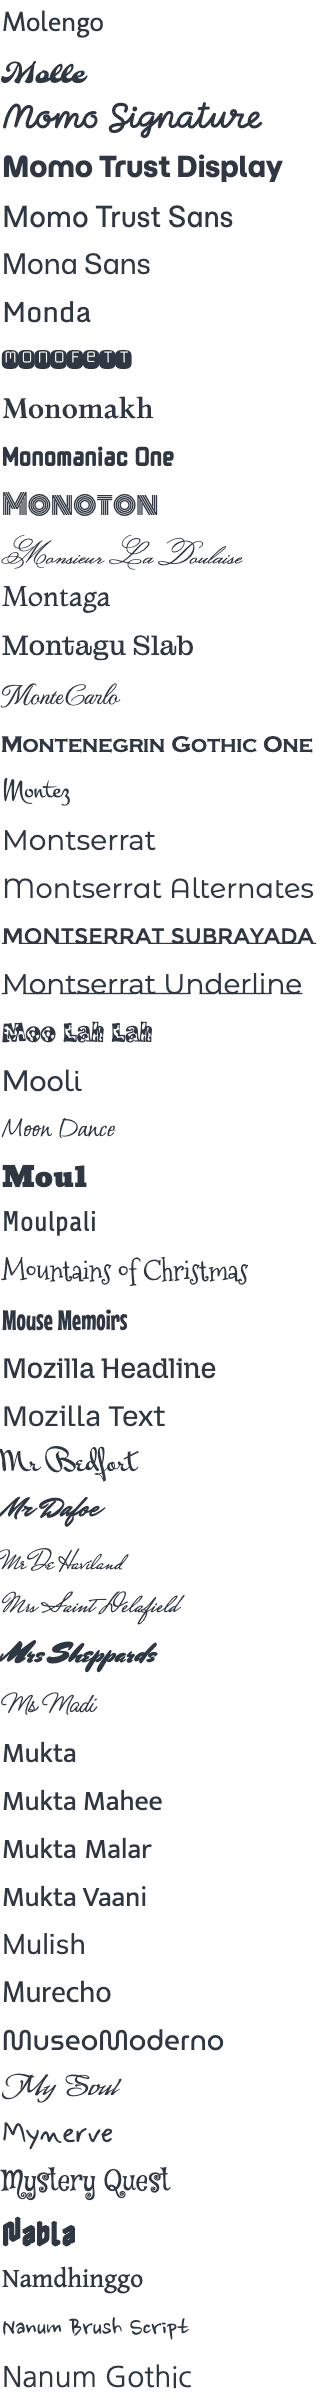 Molengo
Molle
Momo Signature
Momo Trust Display
Momo Trust Sans
Mona Sans
Monda
Monofett
Monomakh
Monomaniac One
Monoton
Monsieur La Doulaise
Montaga
Montagu Slab
MonteCarlo
Montenegrin Gothic One
Montez
Montserrat
Montserrat Alternates
MONTSERRAT SUBRAYADA
Montserrat Underline
Moo Lah Lah
Mooli
Moon Dance
Moul
Moulpali
Mountains of Christmas
Mouse Memoirs
Mozilla Headline
Mozilla Text
Mr Bedfort
Mr Dafoe
Mr De Haviland
Mrs Saint Delafield
Mrs Sheppards
Ms Madi
Mukta
Mukta Mahee
Mukta Malar
Mukta Vaani
Mulish
Murecho
MuseoModerno
My Soul
Mynerve
Mystery Quest
Nabla
Namdhinggo
Nanum Brush Script
Nanum Gothic